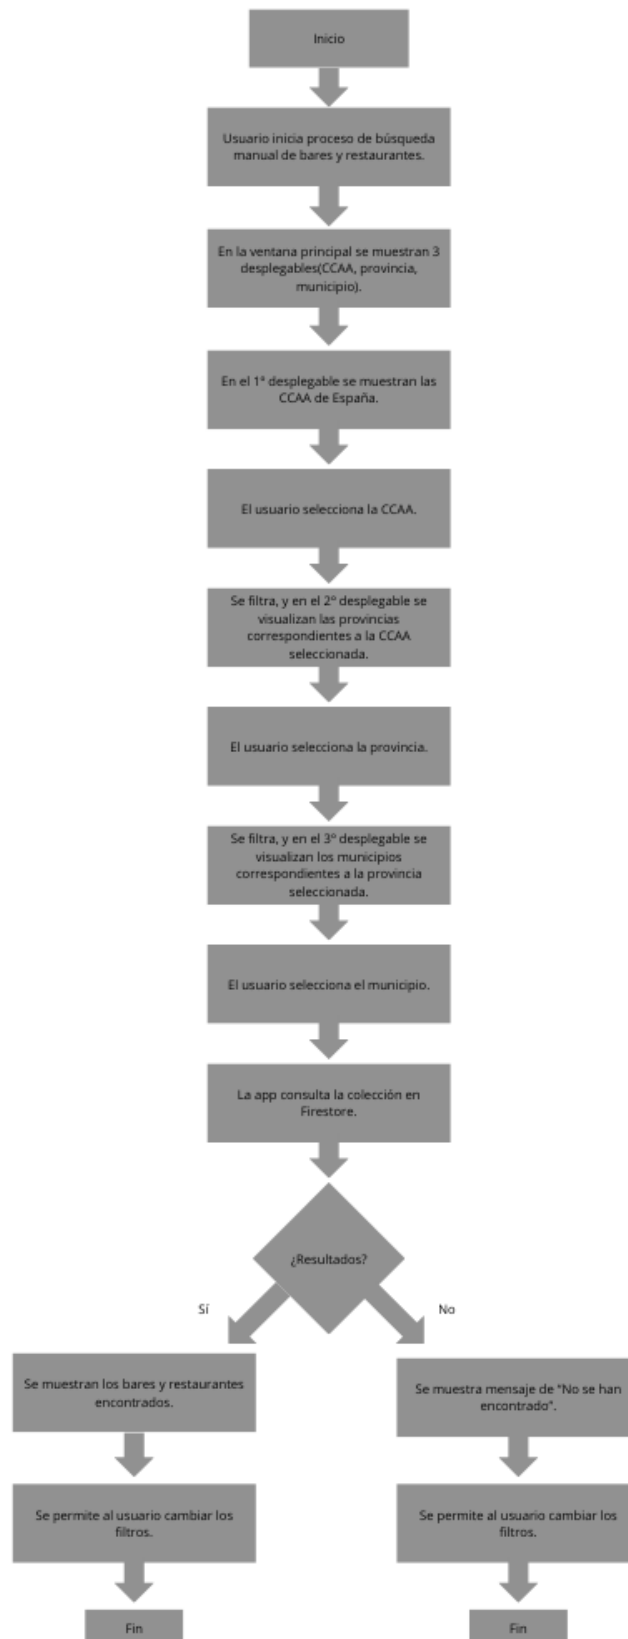 Inicio
Usuario inicia proceso de búsqueda
manual de bares y restaurantes.
En la ventana principal se muestran 3
desplegables(CCAA, provincia,
municipio).
En el 1º desplegable se muestran las
CCAA de España.
El usuario selecciona la CCAA.
Se filtra, y en el 2º desplegable se
visualizan las provincias
correspondientes a la CCAA
seleccionada.
El usuario selecciona la provincia.
Se filtra, y en el 3º desplegable se
visualizan los municipios
correspondientes a la provincia
seleccionada.
El usuario selecciona el municipio.
La app consulta la colección en
Firestore.
¿Resultados?
Sí
No
Se muestran los bares y restaurantes
encontrados.
Se muestra mensaje de "No se han
encontrado".
Se permite al usuario cambiar los
filtros.
Se permite al usuario cambiar los
filtros.
Fin
Fin